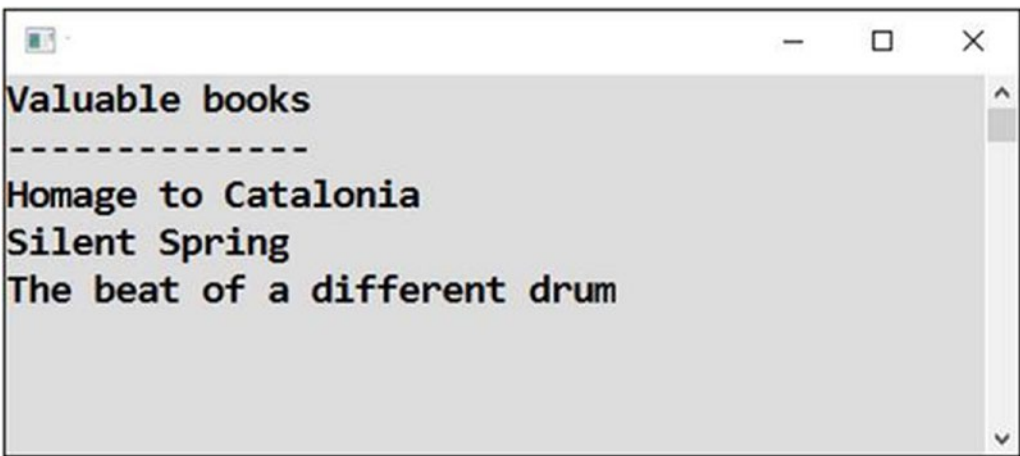 Valuable books
--------------
Homage to Catalonia
Silent Spring
The beat of a different drum